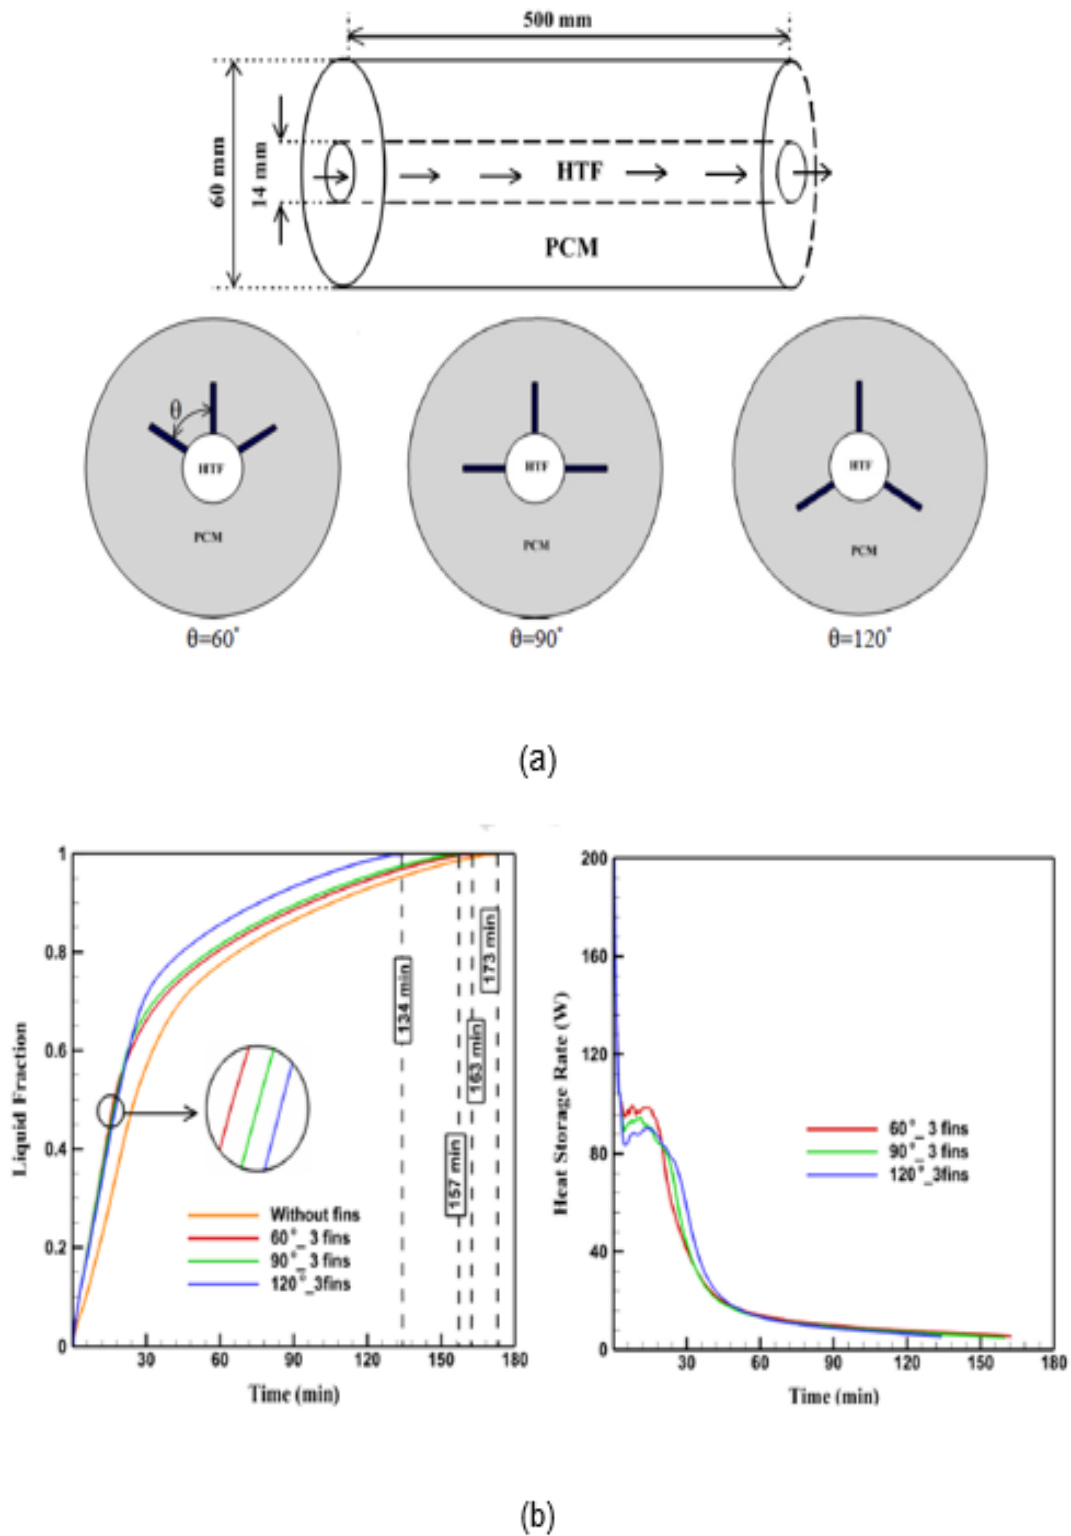 500 mm
60 mm
14 mm
HTF
PCM
θ
HTF
HTF
HTF
PCM
PCM
PCM
θ=60°
θ=90°
θ=120°
(a)
Liquid Fraction
1
0.8
0.6
0.4
0.2
0
134 min
173 min
163 min
157 min
Without fins
60°_ 3 fins
90°_ 3 fins
120°_3fins
30 60 90 120 150 180
Time (min)
Heat Storage Rate (W)
200
160
120
80
40
0
60°_ 3 fins
90°_ 3 fins
120°_3fins
30 60 90 120 150 180
Time (min)
(b)